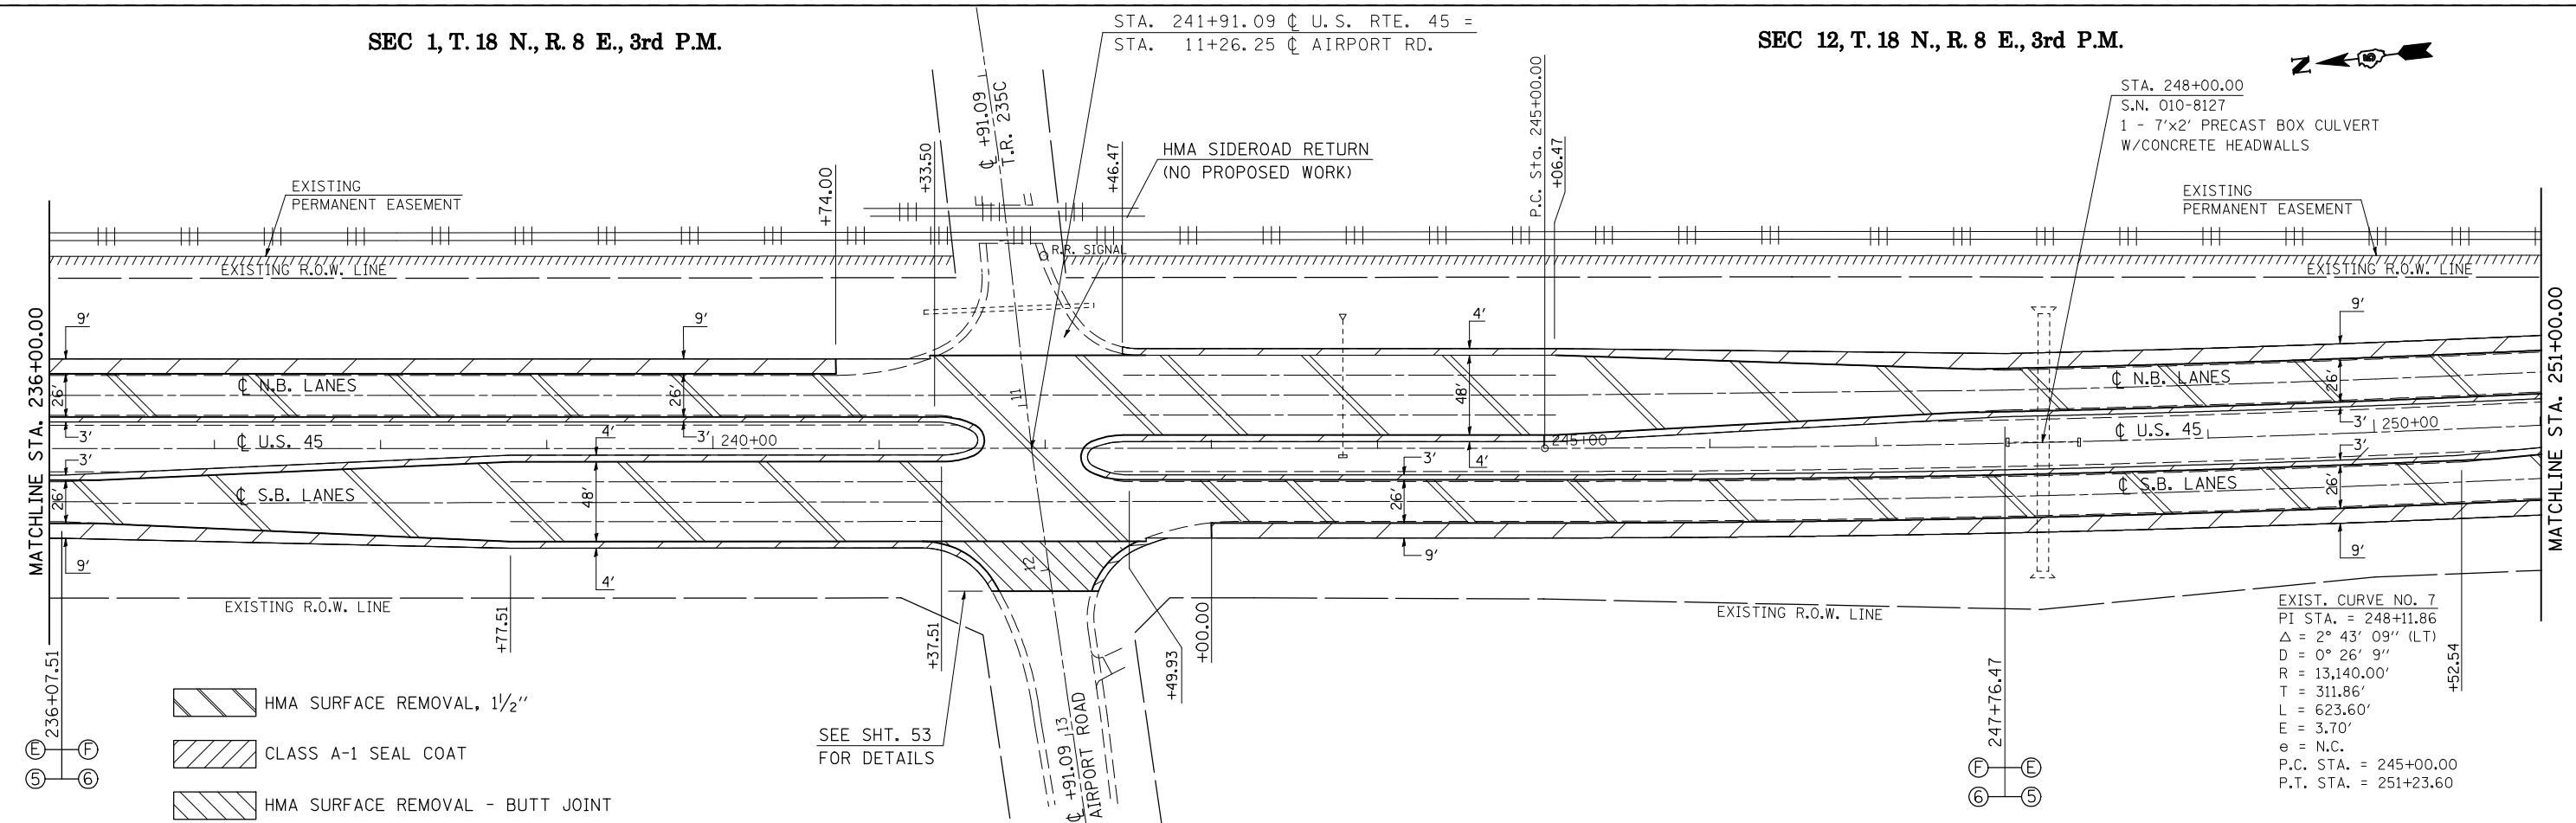 SEC 1, T. 18 N., R. 8 E., 3rd P.M.
STA. 241+91.09 ℄ U.S. RTE. 45 =
STA. 11+26.25 ℄ AIRPORT RD.
SEC 12, T. 18 N., R. 8 E., 3rd P.M.
N
STA. 248+00.00
S.N. 010-8127
1 - 7'x2' PRECAST BOX CULVERT
W/CONCRETE HEADWALLS
℄ +91.09
T.R. 235C
P.C. Sta. 245+00.00
HMA SIDEROAD RETURN
(NO PROPOSED WORK)
EXISTING
PERMANENT EASEMENT
+74.00
+33.50
+46.47
+06.47
EXISTING
PERMANENT EASEMENT
R.R. SIGNAL
EXISTING R.O.W. LINE
EXISTING R.O.W. LINE
MATCHLINE STA. 236+00.00
MATCHLINE STA. 251+00.00
9'
9'
4'
9'
26'
℄ N.B. LANES
26'
48'
℄ N.B. LANES
26'
11
3'
℄ U.S. 45
4'
3'
240+00
4'
245+00
℄ U.S. 45
3'
250+00
3'
3'
3'
26'
℄ S.B. LANES
48'
26'
℄ S.B. LANES
26'
9'
4'
12
9'
9'
EXISTING R.O.W. LINE
EXISTING R.O.W. LINE
236+07.51
+77.51
+37.51
+49.93
+00.00
247+76.47
+52.54
EXIST. CURVE NO. 7
PI STA. = 248+11.86
△ = 2° 43' 09" (LT)
D = 0° 26' 9"
R = 13,140.00'
T = 311.86'
L = 623.60'
E = 3.70'
e = N.C.
P.C. STA. = 245+00.00
P.T. STA. = 251+23.60
HMA SURFACE REMOVAL, 1 1/2"
CLASS A-1 SEAL COAT
HMA SURFACE REMOVAL - BUTT JOINT
SEE SHT. 53
FOR DETAILS
13
℄ +91.09
AIRPORT ROAD
E F
5 6
F E
6 5